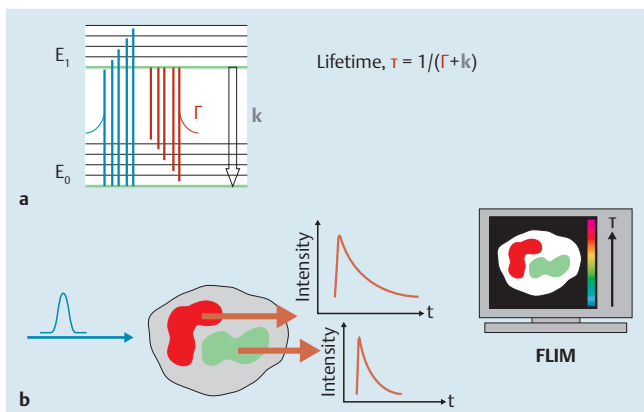 E1
Lifetime, τ = 1/(Γ+k)
Γ
k
E0
a
Intensity
t
τ
Intensity
t
FLIM
b